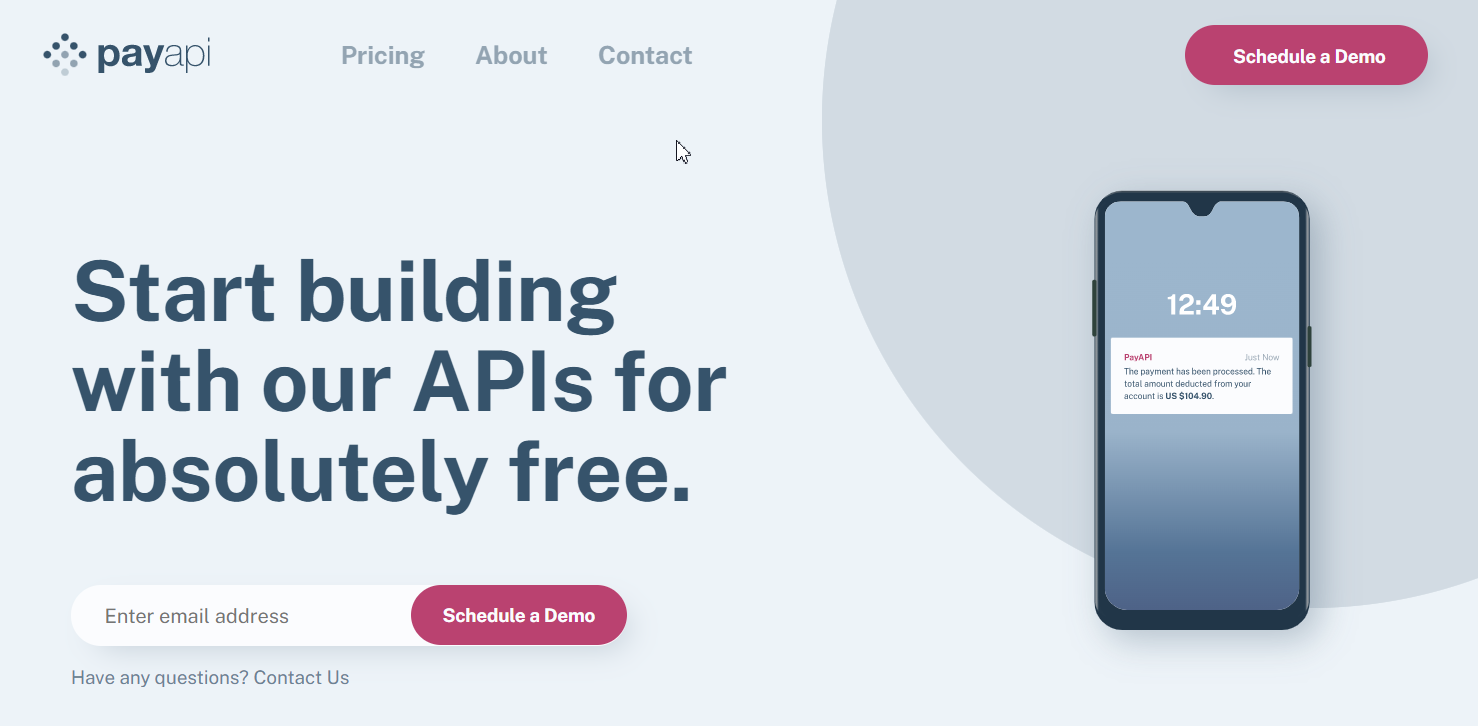 payapi
Pricing
About
Contact
Schedule a Demo
Start building
with our APIs for
absolutely free.
Enter email address
Schedule a Demo
Have any questions? Contact Us
12:49
PayAPI
Just Now
The payment has been processed. The
total amount deducted from your
account is US $104.90.